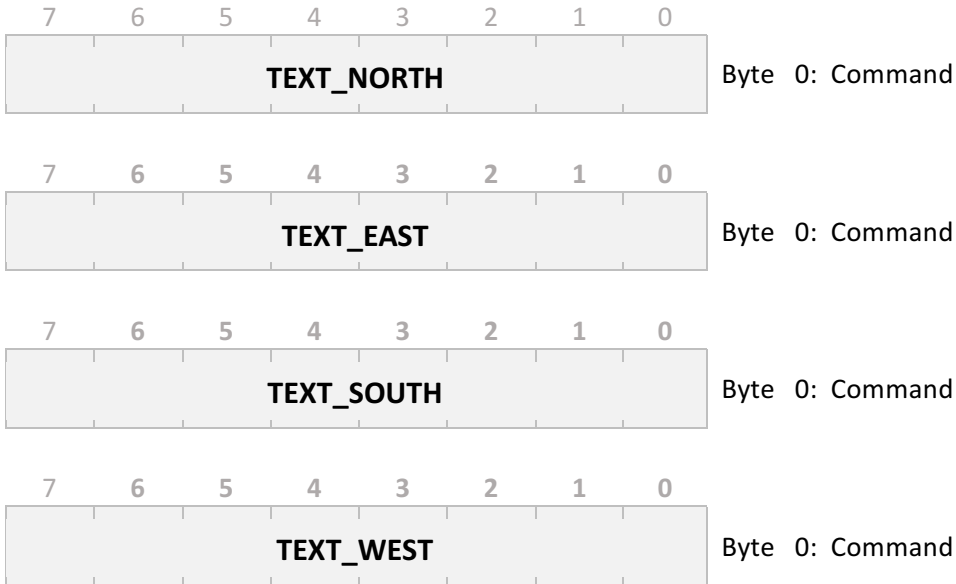 7 6 5 4 3 2 1 0
TEXT_NORTH Byte 0: Command
7 6 5 4 3 2 1 0
TEXT_EAST Byte 0: Command
7 6 5 4 3 2 1 0
TEXT_SOUTH Byte 0: Command
7 6 5 4 3 2 1 0
TEXT_WEST Byte 0: Command